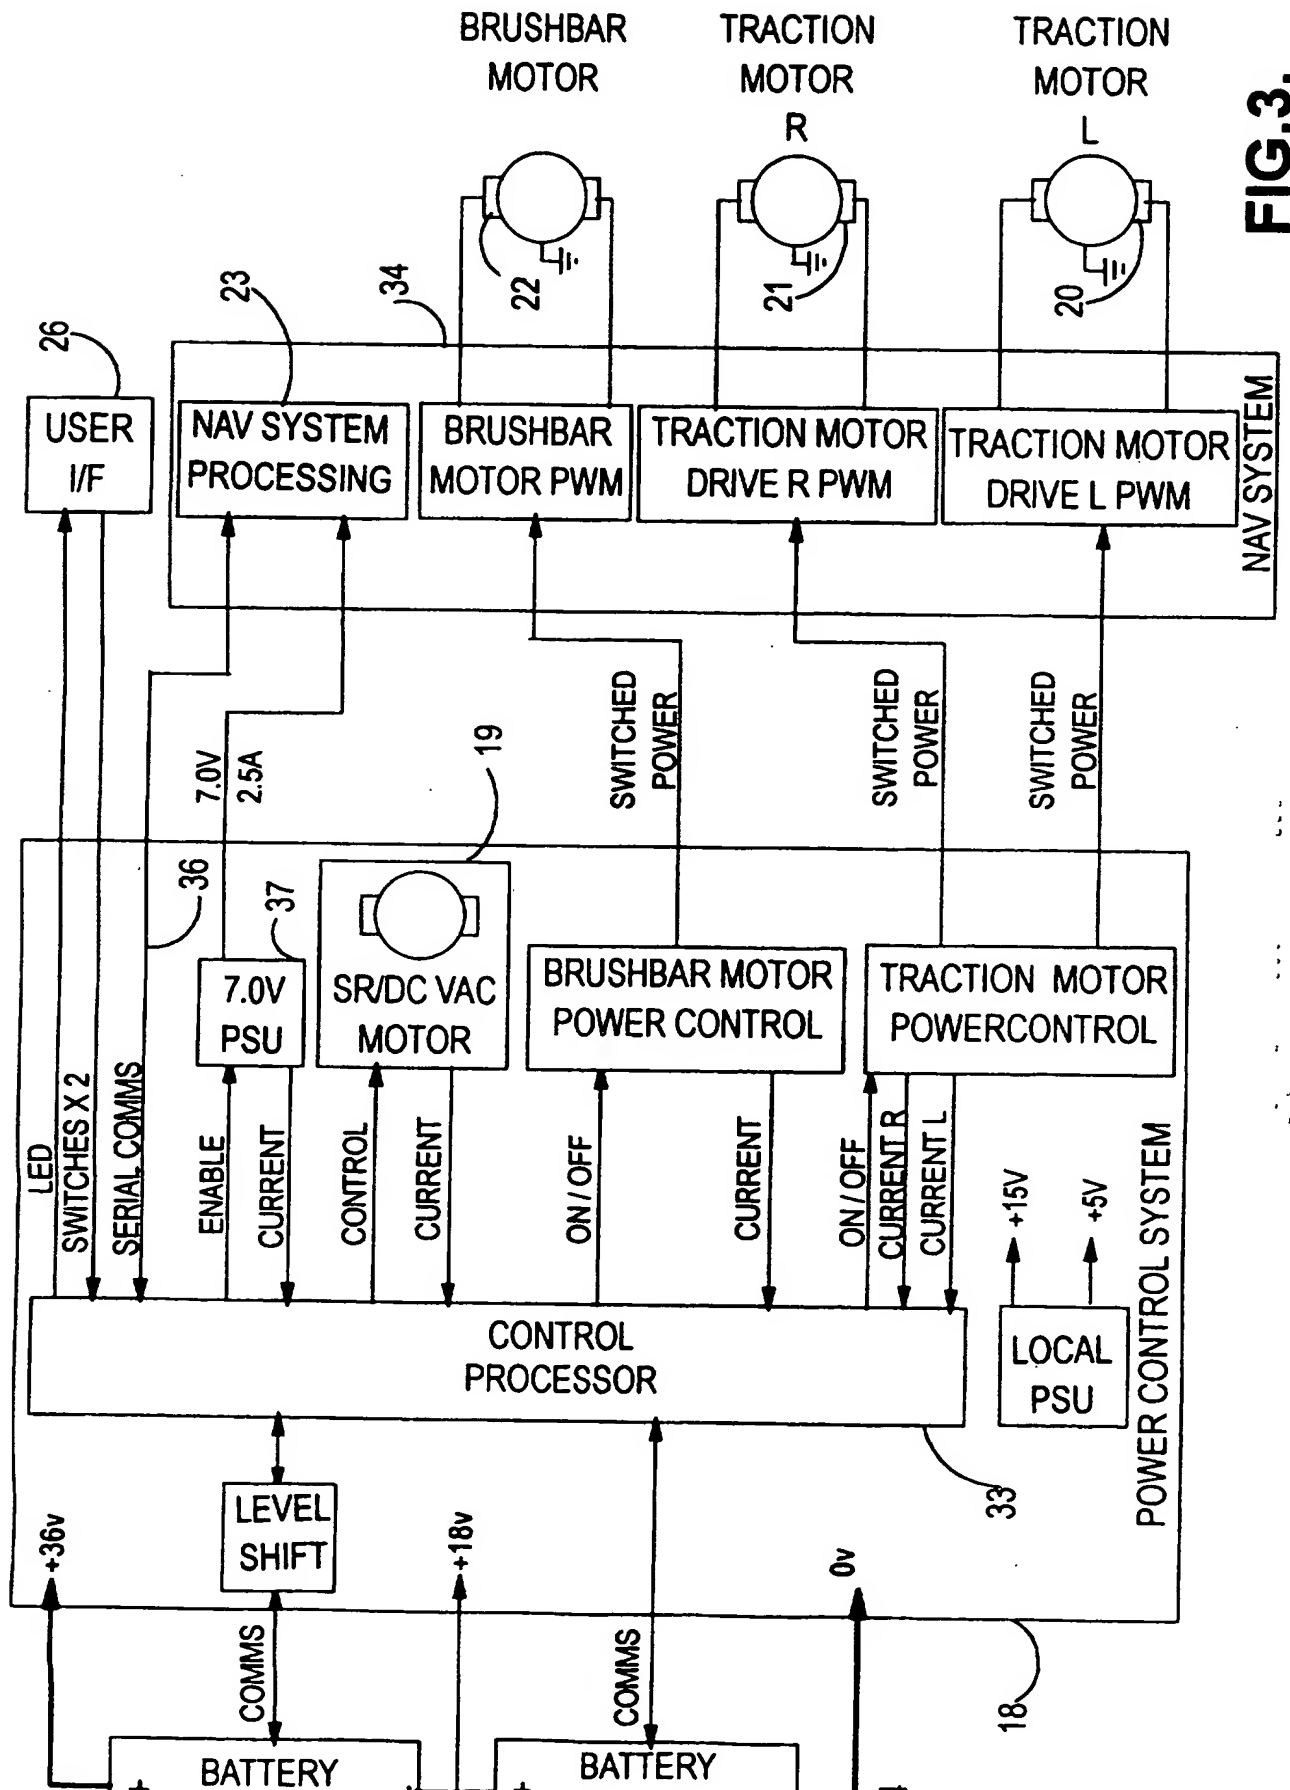 BRUSHBAR
MOTOR
TRACTION
MOTOR
R
TRACTION
MOTOR
L
FIG.3.
22
21
20
26
23
34
USER
I/F
NAV SYSTEM
PROCESSING
BRUSHBAR
MOTOR PWM
TRACTION MOTOR
DRIVE R PWM
TRACTION MOTOR
DRIVE L PWM
NAV SYSTEM
7.0V
2.5A
19
SWITCHED
POWER
SWITCHED
POWER
SWITCHED
POWER
36
37
7.0V
PSU
SR/DC VAC
MOTOR
BRUSHBAR MOTOR
POWER CONTROL
TRACTION MOTOR
POWERCONTROL
LED
SWITCHES X 2
SERIAL COMMS
ENABLE
CURRENT
CONTROL
CURRENT
ON / OFF
CURRENT
ON / OFF
CURRENT R
CURRENT L
+15V
+5V
CONTROL
PROCESSOR
LOCAL
PSU
POWER CONTROL SYSTEM
33
+36v
LEVEL
SHIFT
+18v
0v
COMMS
COMMS
18
BATTERY
BATTERY
+
+